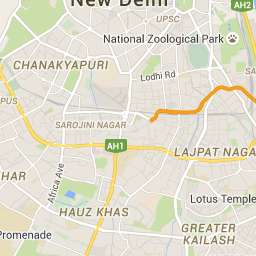 New Delhi
AH2
UPSC
National Zoological Park
CHANAKYAPURI
Lodhi Rd
SAROJINI NAGAR
AH1
LAJPAT NAGA
Africa Ave
HAR
Lotus Temple
HAUZ KHAS
Promenade
GREATER
KAILASH